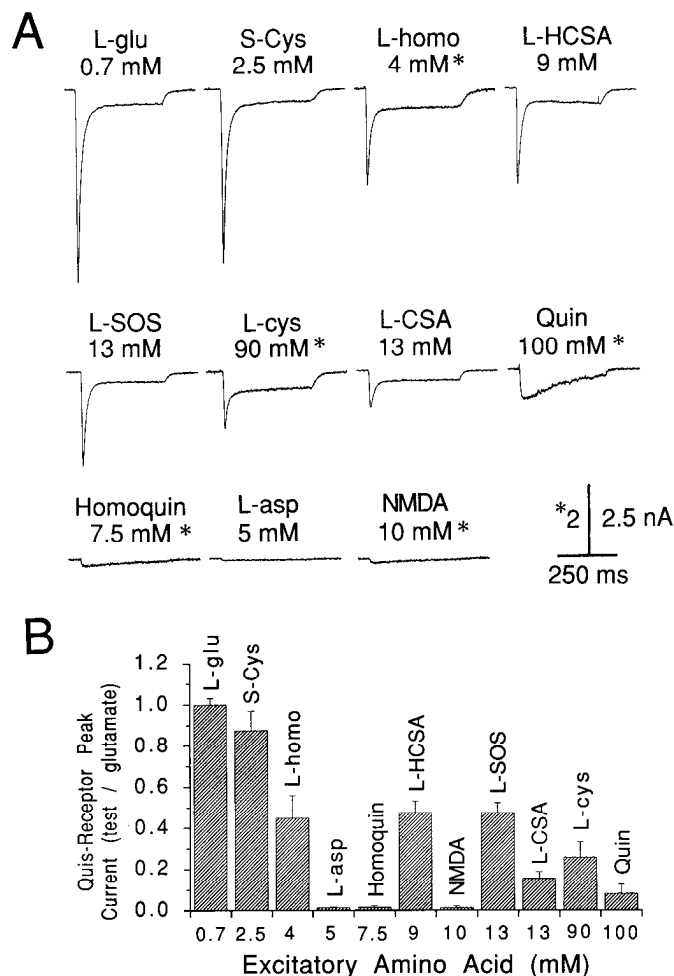 A
L-glu S-Cys L-homo L-HCSA
0.7 mM 2.5 mM 4 mM* 9 mM
L-SOS L-cys L-CSA Quin
13 mM 90 mM* 13 mM 100 mM*
Homoquin L-asp NMDA
7.5 mM* 5 mM 10 mM*
*2 2.5 nA
250 ms
B
Quis-Receptor Peak
Current (test / glutamate)
1.2
1.0
0.8
0.6
0.4
0.2
0.0
L-glu
S-Cys
L-homo
L-asp
Homoquin
L-HCSA
NMDA
L-SOS
L-CSA
L-cys
Quin
0.7 2.5 4 5 7.5 9 10 13 13 90 100
Excitatory Amino Acid (mM)